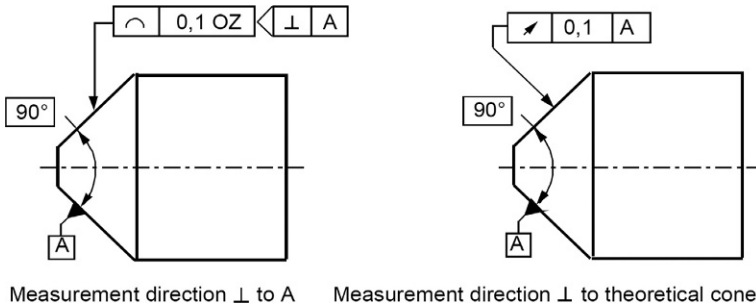 ⌒ 0,1 OZ ⟂ A
90°
A
Measurement direction ⊥ to A
↗ 0,1 A
90°
A
Measurement direction ⊥ to theoretical cone